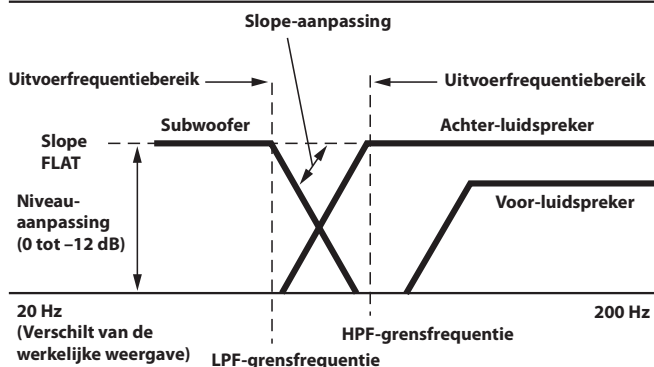 Slope-aanpassing
Uitvoerfrequentiebereik
Uitvoerfrequentiebereik
Subwoofer
Achter-luidspreker
Slope
FLAT
Niveau-
aanpassing
(0 tot –12 dB)
Voor-luidspreker
20 Hz
(Verschilt van de
werkelijke weergave)
200 Hz
HPF-grensfrequentie
LPF-grensfrequentie